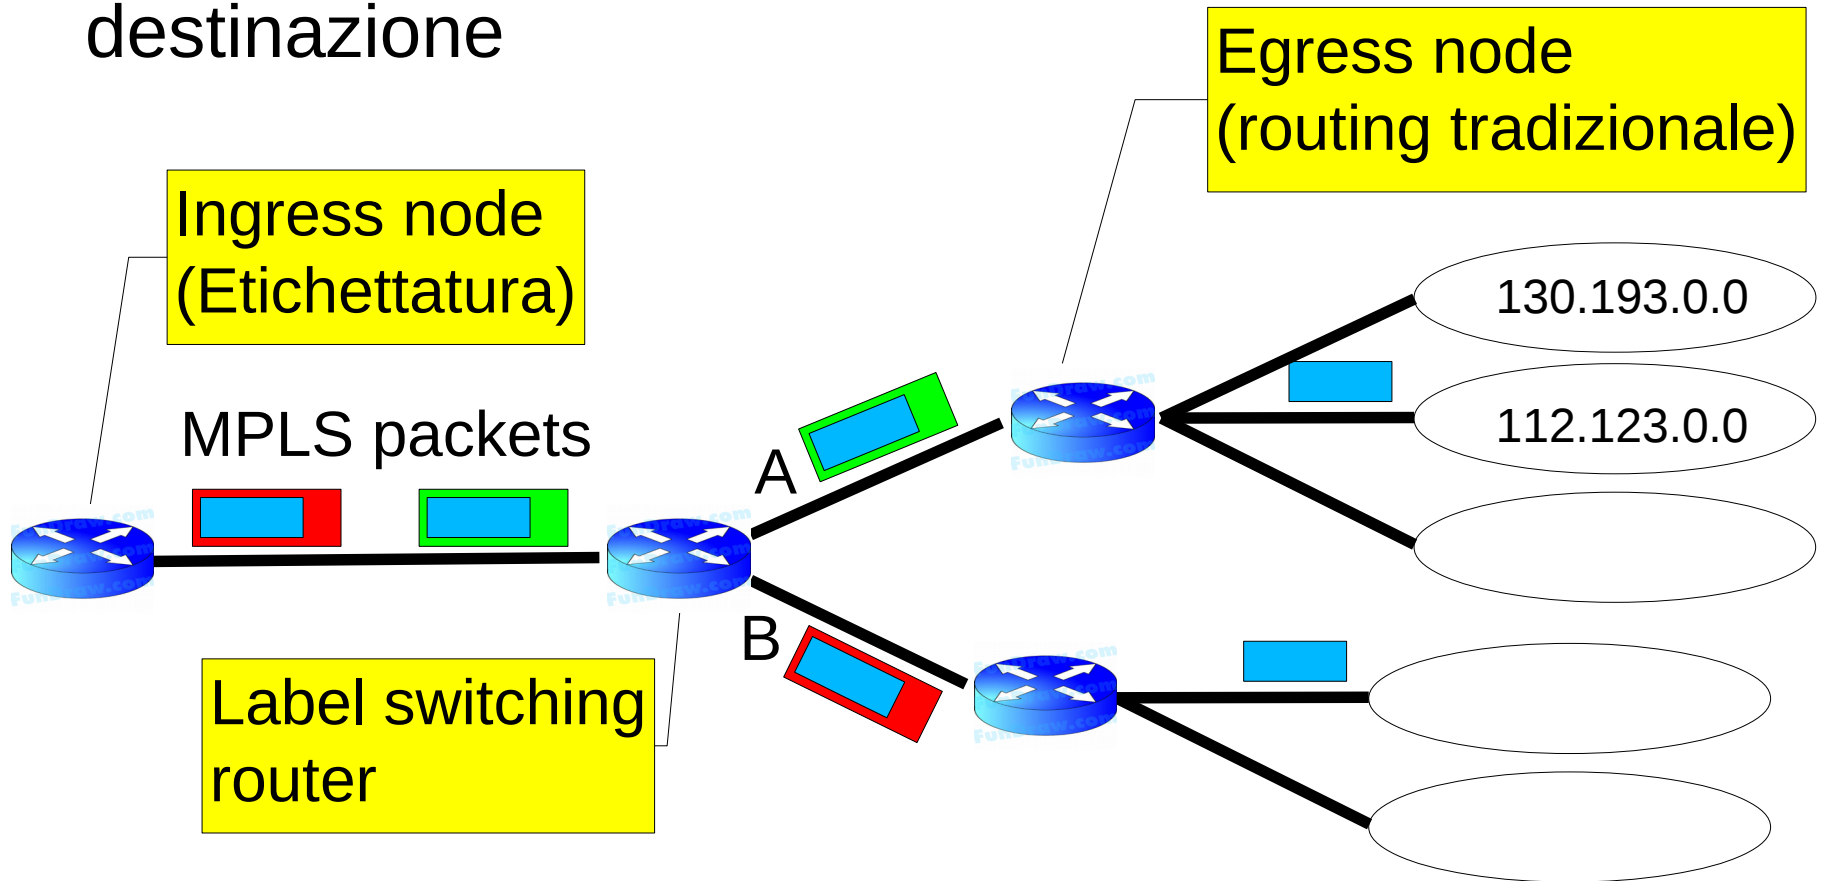 destinazione
Egress node
(routing tradizionale)
Ingress node
(Etichettatura)
130.193.0.0
MPLS packets
A
112.123.0.0
B
Label switching
router